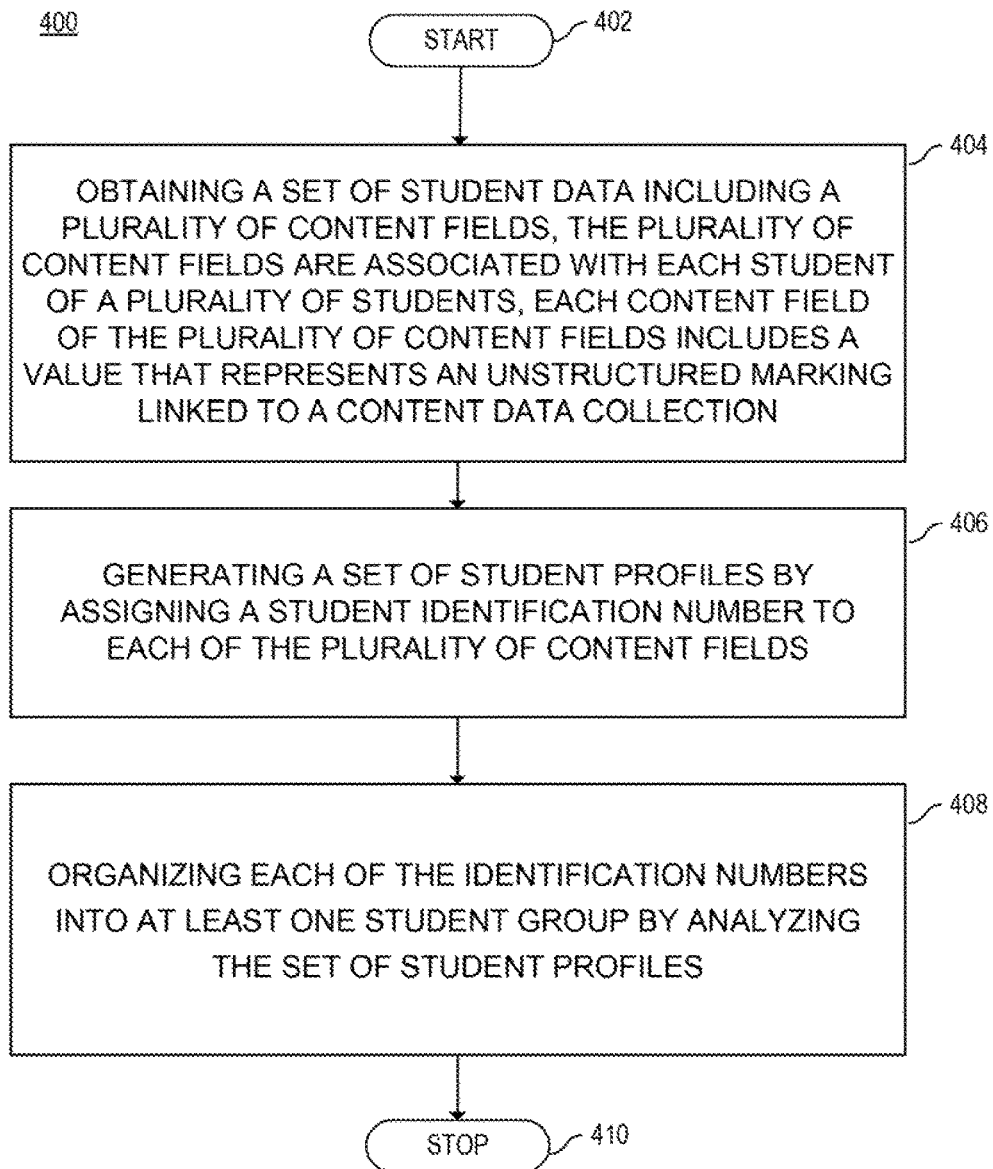 400
START
402
404
OBTAINING A SET OF STUDENT DATA INCLUDING A
PLURALITY OF CONTENT FIELDS, THE PLURALITY OF
CONTENT FIELDS ARE ASSOCIATED WITH EACH STUDENT
OF A PLURALITY OF STUDENTS, EACH CONTENT FIELD
OF THE PLURALITY OF CONTENT FIELDS INCLUDES A
VALUE THAT REPRESENTS AN UNSTRUCTURED MARKING
LINKED TO A CONTENT DATA COLLECTION
406
GENERATING A SET OF STUDENT PROFILES BY
ASSIGNING A STUDENT IDENTIFICATION NUMBER TO
EACH OF THE PLURALITY OF CONTENT FIELDS
408
ORGANIZING EACH OF THE IDENTIFICATION NUMBERS
INTO AT LEAST ONE STUDENT GROUP BY ANALYZING
THE SET OF STUDENT PROFILES
STOP
410